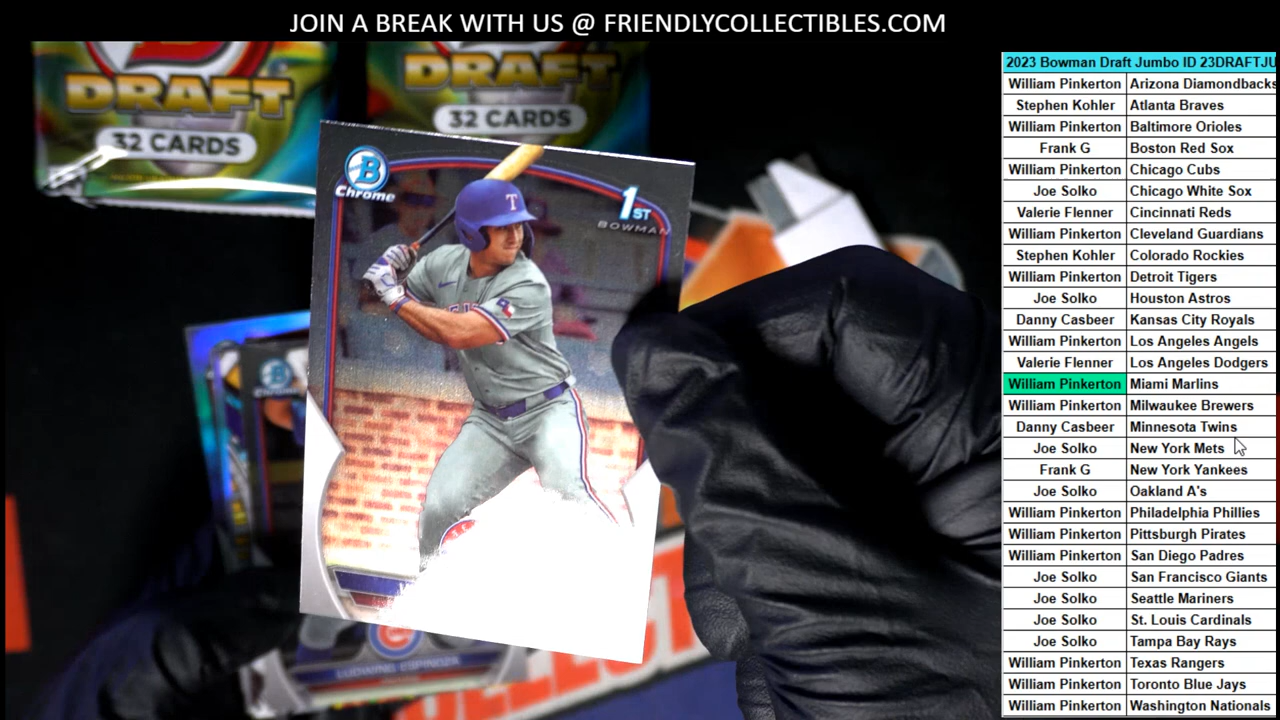 JOIN A BREAK WITH US @ FRIENDLYCOLLECTIBLES.COM
DRAFT
32 CARDS
DRAFT
32 CARDS
B
Chrome
1ST
BOWMAN
T
CHROME
LUDWING ESPINOZA
2023 Bowman Draft Jumbo ID 23DRAFTJU
William Pinkerton Arizona Diamondbacks
Stephen Kohler Atlanta Braves
William Pinkerton Baltimore Orioles
Frank G Boston Red Sox
William Pinkerton Chicago Cubs
Joe Solko Chicago White Sox
Valerie Flenner Cincinnati Reds
William Pinkerton Cleveland Guardians
Stephen Kohler Colorado Rockies
William Pinkerton Detroit Tigers
Joe Solko Houston Astros
Danny Casbeer Kansas City Royals
William Pinkerton Los Angeles Angels
Valerie Flenner Los Angeles Dodgers
William Pinkerton Miami Marlins
William Pinkerton Milwaukee Brewers
Danny Casbeer Minnesota Twins
Joe Solko New York Mets
Frank G New York Yankees
Joe Solko Oakland A's
William Pinkerton Philadelphia Phillies
William Pinkerton Pittsburgh Pirates
William Pinkerton San Diego Padres
Joe Solko San Francisco Giants
Joe Solko Seattle Mariners
Joe Solko St. Louis Cardinals
Joe Solko Tampa Bay Rays
William Pinkerton Texas Rangers
William Pinkerton Toronto Blue Jays
William Pinkerton Washington Nationals